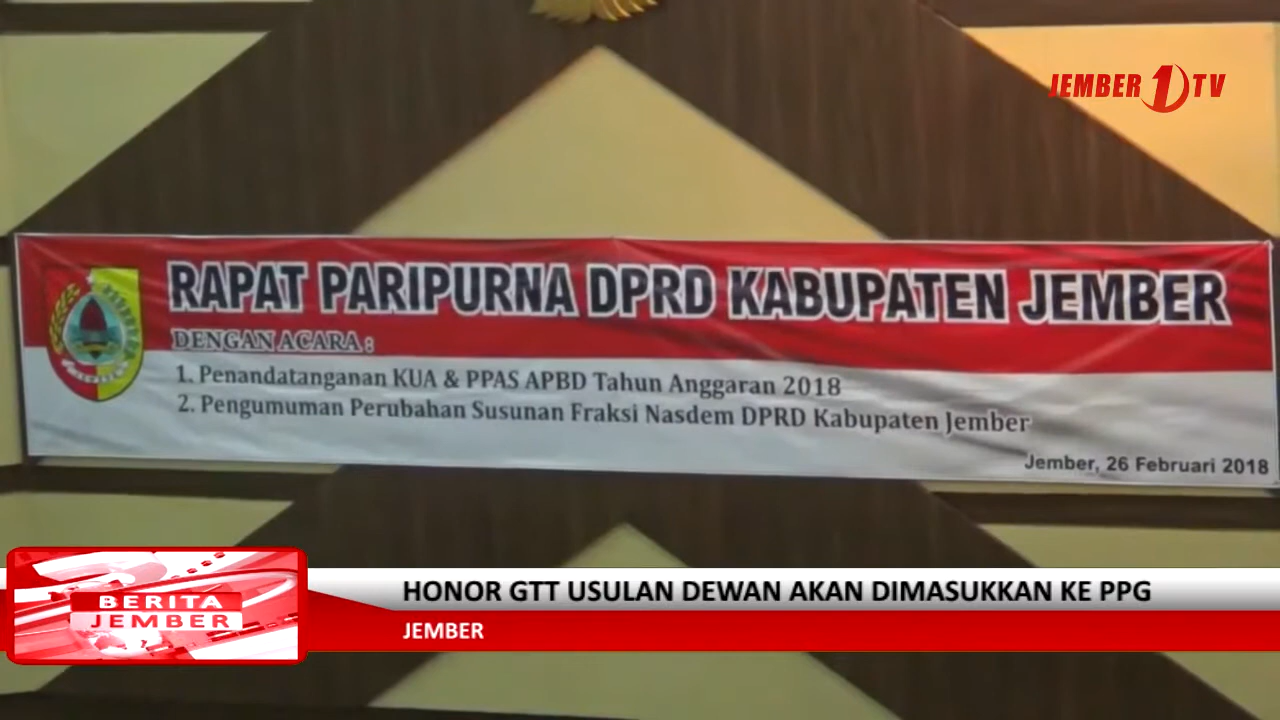 JEMBER 1 TV
RAPAT PARIPURNA DPRD KABUPATEN JEMBER
DENGAN ACARA :
1. Penandatanganan KUA & PPAS APBD Tahun Anggaran 2018
2. Pengumuman Perubahan Susunan Fraksi Nasdem DPRD Kabupaten Jember
Jember, 26 Februari 2018
BERITA
JEMBER
HONOR GTT USULAN DEWAN AKAN DIMASUKKAN KE PPG
JEMBER